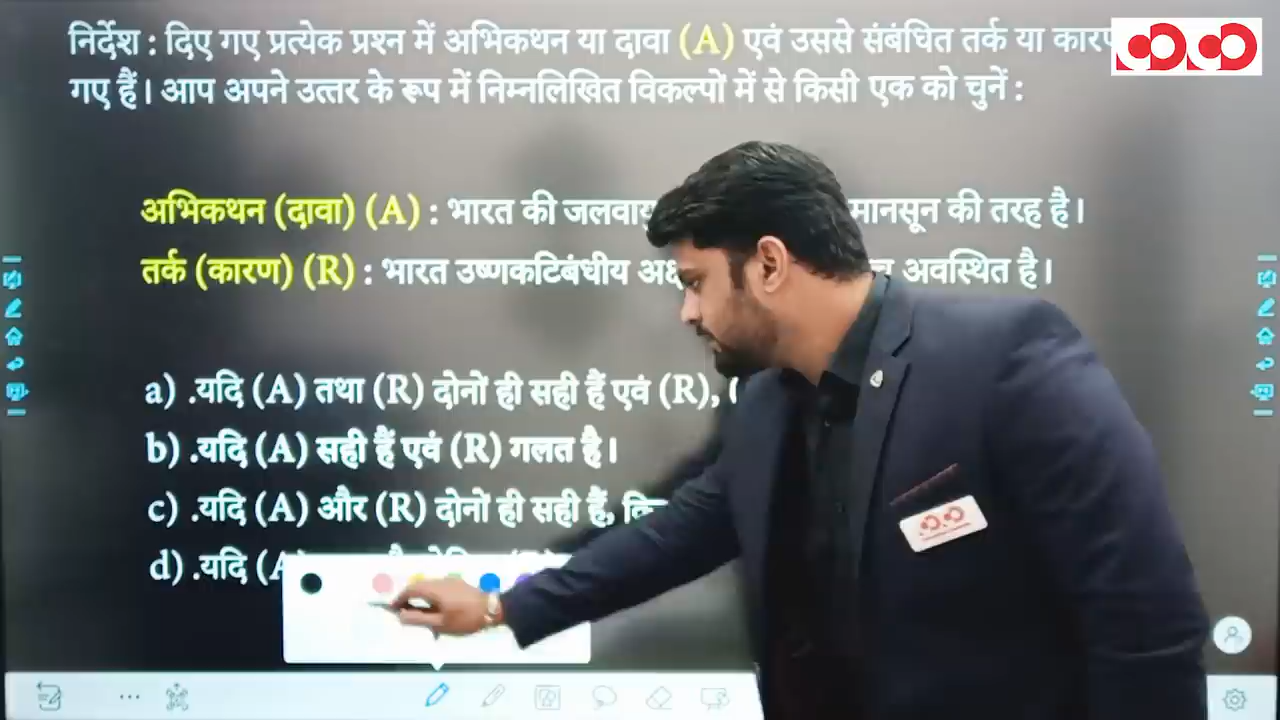 निर्देश : दिए गए प्रत्येक प्रश्न में अभिकथन या दावा (A) एवं उससे संबंधित तर्क या
गए हैं। आप अपने उत्तर के रूप में निम्नलिखित विकल्पों में से किसी एक को चुनें :
अभिकथन (दावा) (A) : भारत की मानसून की तरह है।
तर्क (कारण) (R) : भारत उष्णकटिबंधीय अवस्थित है।
a) .यदि (A) तथा (R) दोनों ही सही हैं एवं (R),
b) .यदि (A) सही हैं एवं (R) गलत है।
c) .यदि (A) और (R) दोनों ही सही हैं,
d) .यदि